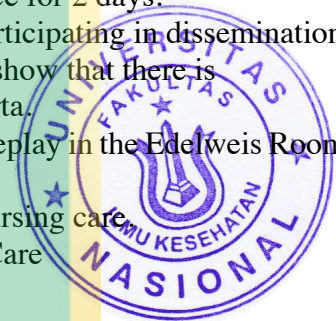 ce for 2 days.
rticipating in dissemination
show that there is
ta.
eplay in the Edelweis Room
rsing care
Care
UNIVERSITAS
FAKULTAS
ILMU KESEHATAN
NASIONAL